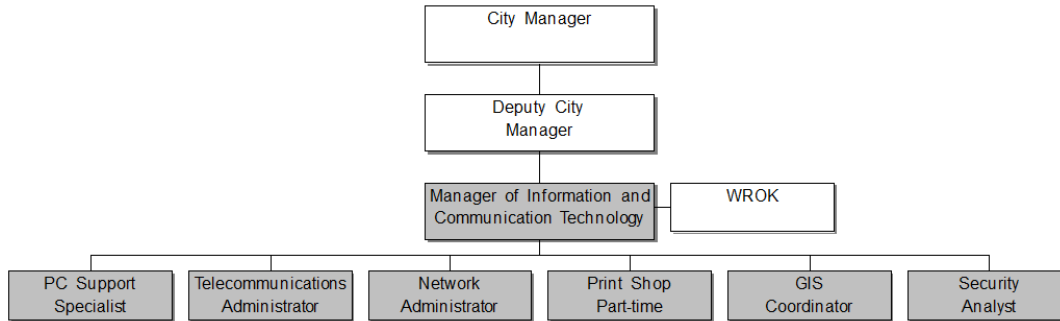 City Manager
Deputy City
Manager
Manager of Information and
Communication Technology
WROK
PC Support
Specialist
Telecommunications
Administrator
Network
Administrator
Print Shop
Part-time
GIS
Coordinator
Security
Analyst